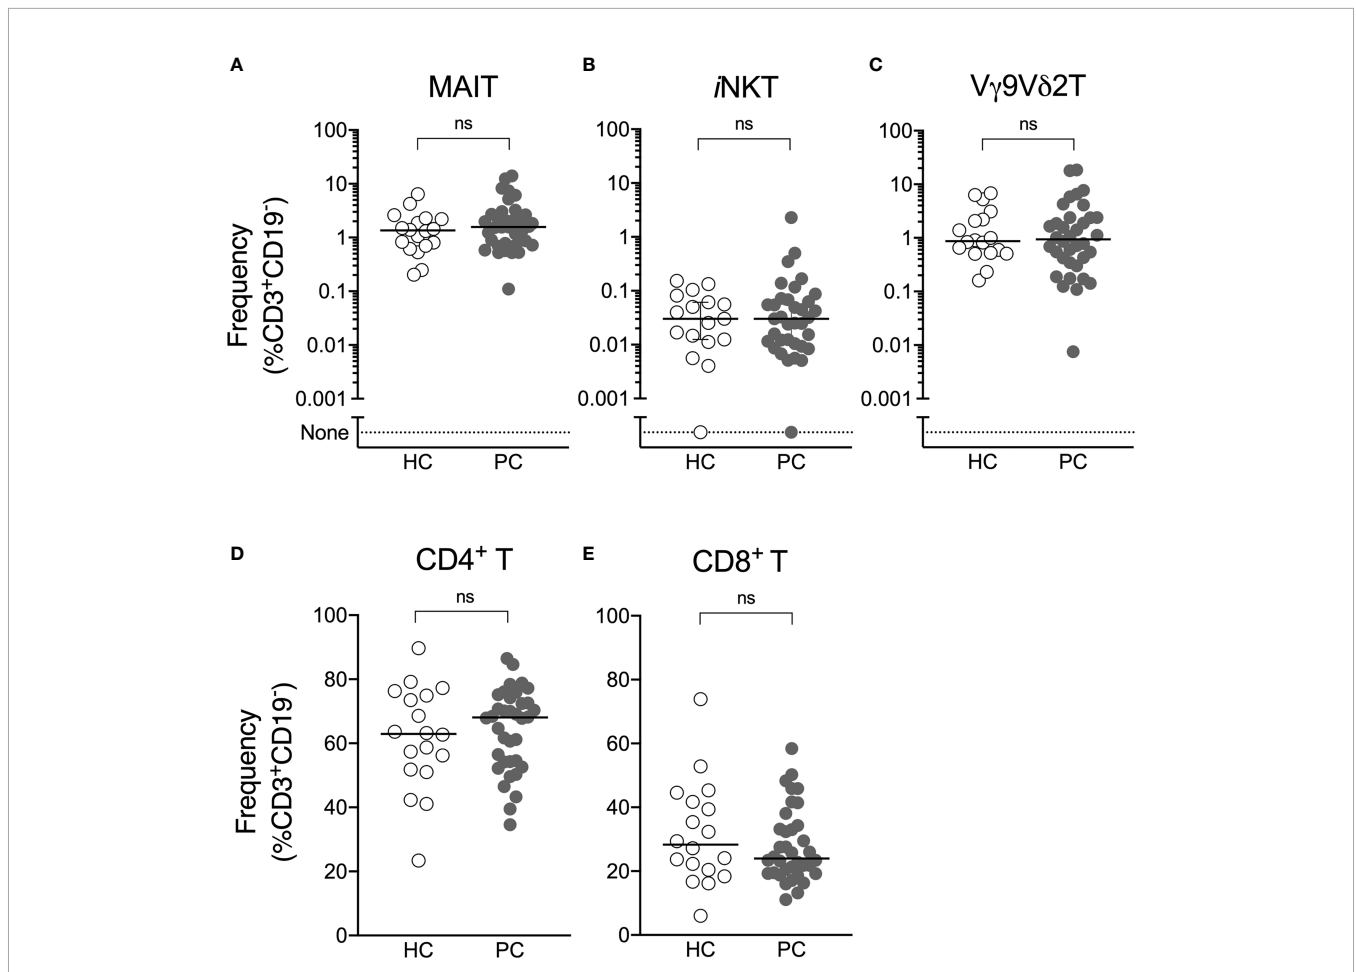 A
MAIT
ns
100
10
1
0.1
0.01
0.001
None
Frequency
(%CD3⁺CD19⁻)
HC PC
B
iNKT
ns
100
10
1
0.1
0.01
0.001
HC PC
C
Vγ9Vδ2T
ns
100
10
1
0.1
0.01
0.001
HC PC
D
CD4⁺ T
ns
100
80
60
40
20
0
Frequency
(%CD3⁺CD19⁻)
HC PC
E
CD8⁺ T
ns
100
80
60
40
20
0
HC PC